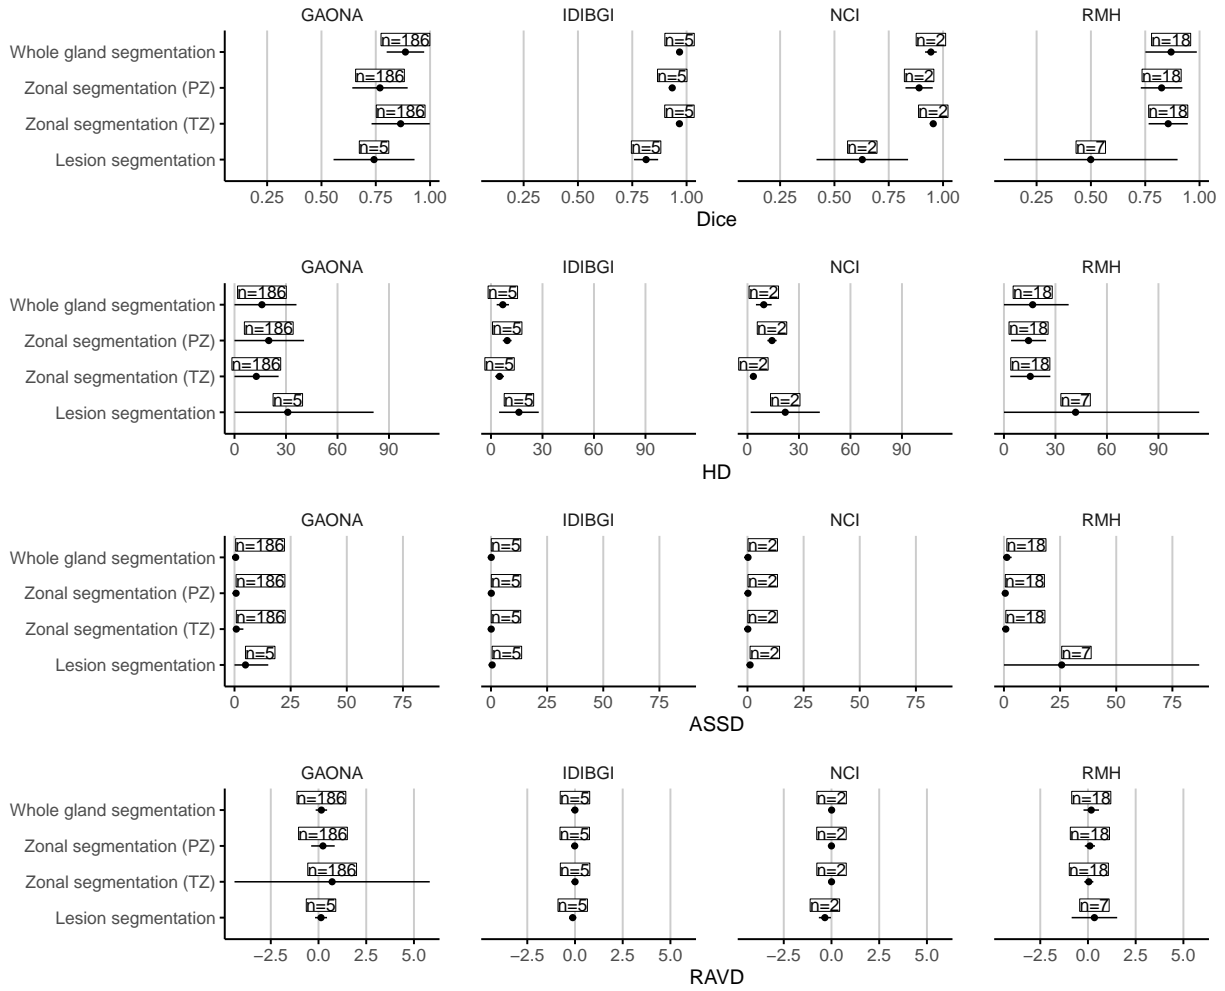 GAONA IDIBGI NCI RMH
Whole gland segmentation n=186 n=5 n=2 n=18
Zonal segmentation (PZ) n=186 n=5 n=2 n=18
Zonal segmentation (TZ) n=186 n=5 n=2 n=18
Lesion segmentation n=5 n=5 n=2 n=7
0.25 0.50 0.75 1.00 0.25 0.50 0.75 1.00 0.25 0.50 0.75 1.00 0.25 0.50 0.75 1.00
Dice
GAONA IDIBGI NCI RMH
Whole gland segmentation n=186 n=5 n=2 n=18
Zonal segmentation (PZ) n=186 n=5 n=2 n=18
Zonal segmentation (TZ) n=186 n=5 n=2 n=18
Lesion segmentation n=5 n=5 n=2 n=7
0 30 60 90 0 30 60 90 0 30 60 90 0 30 60 90
HD
GAONA IDIBGI NCI RMH
Whole gland segmentation n=186 n=5 n=2 n=18
Zonal segmentation (PZ) n=186 n=5 n=2 n=18
Zonal segmentation (TZ) n=186 n=5 n=2 n=18
Lesion segmentation n=5 n=5 n=2 n=7
0 25 50 75 0 25 50 75 0 25 50 75 0 25 50 75
ASSD
GAONA IDIBGI NCI RMH
Whole gland segmentation n=186 n=5 n=2 n=18
Zonal segmentation (PZ) n=186 n=5 n=2 n=18
Zonal segmentation (TZ) n=186 n=5 n=2 n=18
Lesion segmentation n=5 n=5 n=2 n=7
−2.5 0.0 2.5 5.0 −2.5 0.0 2.5 5.0 −2.5 0.0 2.5 5.0 −2.5 0.0 2.5 5.0
RAVD